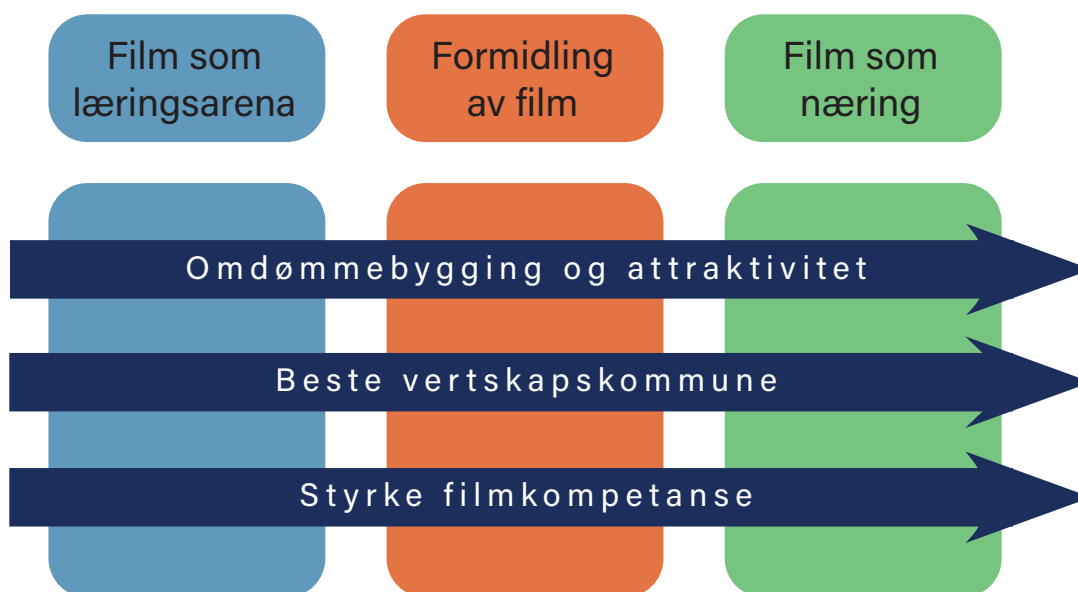 Film som
læringsarena
Formidling
av film
Film som
næring
Omdømmebygging og attraktivitet
Beste vertskapskommune
Styrke filmkompetanse